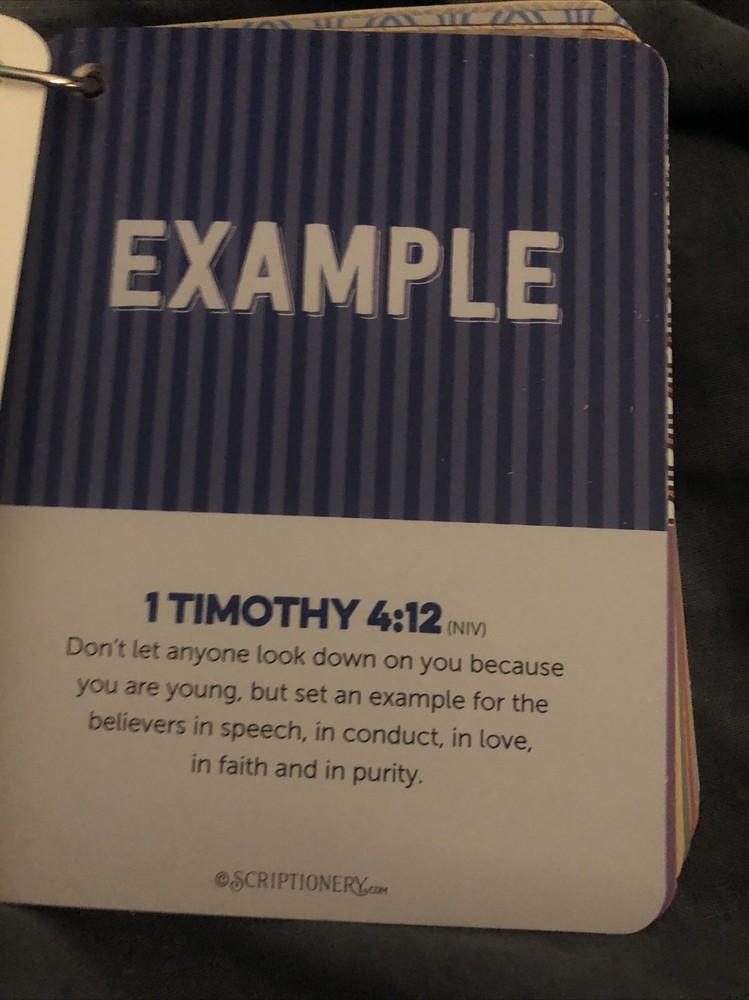 EXAMPLE
1 TIMOTHY 4:12 (NIV)
Don't let anyone look down on you because
you are young, but set an example for the
believers in speech, in conduct, in love,
in faith and in purity.
©SCRIPTIONERY.COM